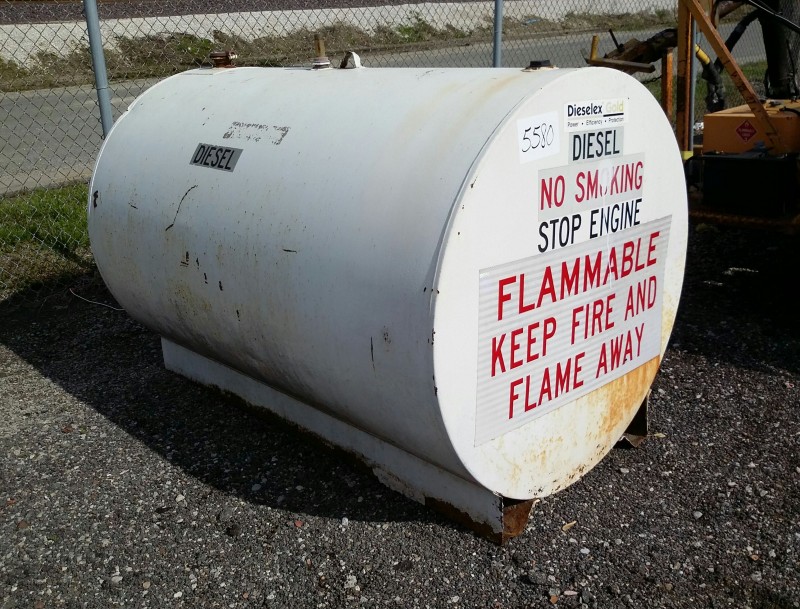 DIESEL
5580
Dieselex Gold
Power • Efficiency • Protection
DIESEL
NO SMOKING
STOP ENGINE
FLAMMABLE
KEEP FIRE AND
FLAME AWAY